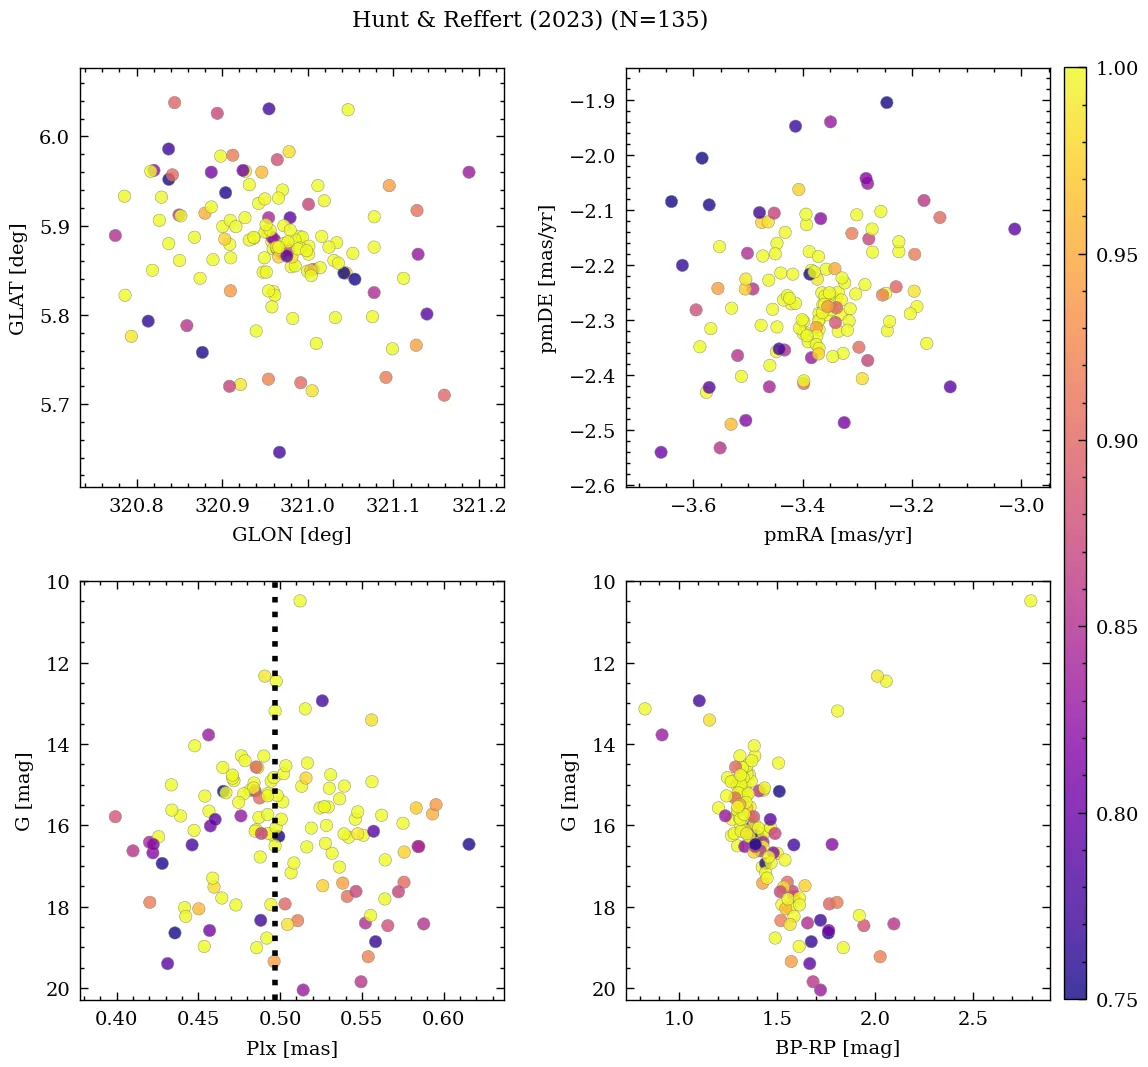 Hunt & Reffert (2023) (N=135)
6.0
5.9
5.8
5.7
GLAT [deg]
320.8 320.9 321.0 321.1 321.2
GLON [deg]
−1.9
−2.0
−2.1
−2.2
−2.3
−2.4
−2.5
−2.6
pmDE [mas/yr]
−3.6 −3.4 −3.2 −3.0
pmRA [mas/yr]
10
12
14
16
18
20
G [mag]
0.40 0.45 0.50 0.55 0.60
Plx [mas]
10
12
14
16
18
20
G [mag]
1.0 1.5 2.0 2.5
BP-RP [mag]
1.00
0.95
0.90
0.85
0.80
0.75